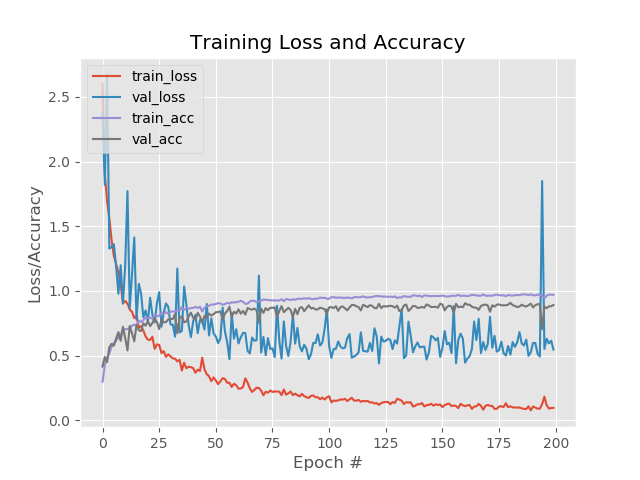 Training Loss and Accuracy
train_loss
val_loss
train_acc
val_acc
Loss/Accuracy
2.5
2.0
1.5
1.0
0.5
0.0
0 25 50 75 100 125 150 175 200
Epoch #